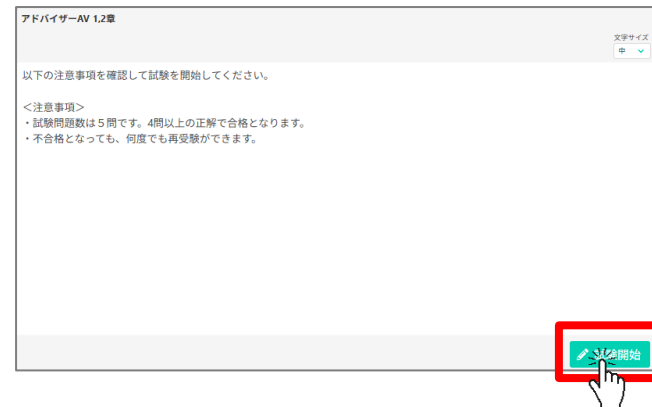 アドバイザーAV 1,2章
文字サイズ
中
以下の注意事項を確認して試験を開始してください。
＜注意事項＞
・試験問題数は５問です。4問以上の正解で合格となります。
・不合格となっても、何度でも再受験ができます。
開始